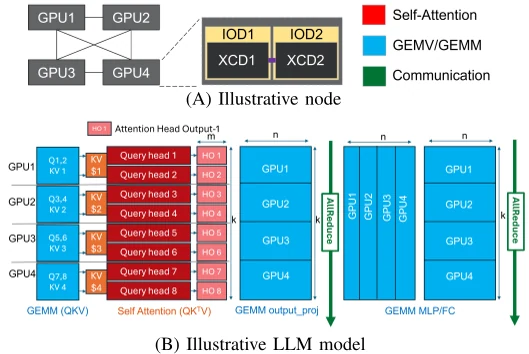 GPU1
GPU2
GPU3
GPU4
IOD1
IOD2
XCD1
XCD2
Self-Attention
GEMV/GEMM
Communication
(A) Illustrative node
HO 1
Attention Head Output-1
m
n
n
n
GPU1
Q1,2
KV 1
KV
$1
Query head 1
HO 1
Query head 2
HO 2
GPU2
Q3,4
KV 2
KV
$2
Query head 3
HO 3
Query head 4
HO 4
GPU3
Q5,6
KV 3
KV
$3
Query head 5
HO 5
Query head 6
HO 6
GPU4
Q7,8
KV 4
KV
$4
Query head 7
HO 7
Query head 8
HO 8
k
GPU1
GPU2
GPU3
GPU4
AllReduce
GPU1
GPU2
GPU3
GPU4
GPU1
GPU2
GPU3
GPU4
k
AllReduce
GEMM (QKV)
Self Attention (QKᵀV)
GEMM output_proj
GEMM MLP/FC
(B) Illustrative LLM model